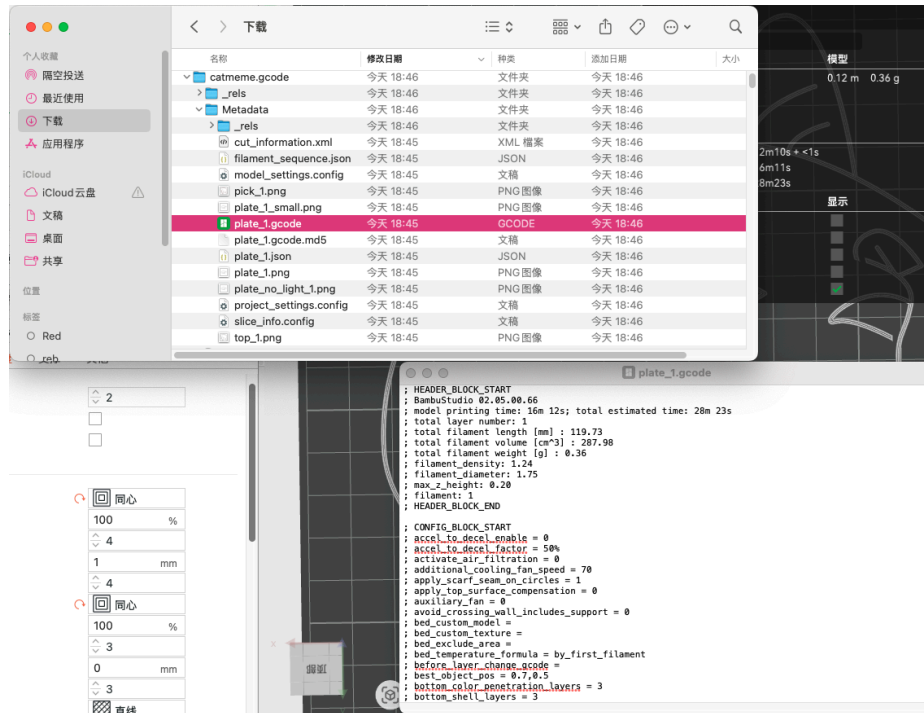 下载
个人收藏
隔空投送
最近使用
下载
应用程序
iCloud
iCloud云盘
文稿
桌面
共享
位置
标签
Red
reb.
名称 修改日期 种类 添加日期 大小
catmeme.gcode 今天 18:46 文件夹 今天 18:46
_rels 今天 18:46 文件夹 今天 18:46
Metadata 今天 18:46 文件夹 今天 18:46
_rels 今天 18:46 文件夹 今天 18:46
cut_information.xml 今天 18:45 XML 檔案 今天 18:46
filament_sequence.json 今天 18:45 JSON 今天 18:46
model_settings.config 今天 18:45 文稿 今天 18:46
pick_1.png 今天 18:45 PNG图像 今天 18:46
plate_1_small.png 今天 18:45 PNG图像 今天 18:46
plate_1.gcode 今天 18:45 GCODE 今天 18:46
plate_1.gcode.md5 今天 18:45 文稿 今天 18:46
plate_1.json 今天 18:45 JSON 今天 18:46
plate_1.png 今天 18:45 PNG图像 今天 18:46
plate_no_light_1.png 今天 18:45 PNG图像 今天 18:46
project_settings.config 今天 18:45 文稿 今天 18:46
slice_info.config 今天 18:45 文稿 今天 18:46
top_1.png 今天 18:45 PNG图像 今天 18:46
模型
0.12 m 0.36 g
2m10s + <1s
6m11s
8m23s
显示
2
同心
100 %
4
1 mm
4
同心
100 %
3
0 mm
3
直线
顶部
plate_1.gcode
; HEADER_BLOCK_START
; BambuStudio 02.05.00.66
; model printing time: 16m 12s; total estimated time: 28m 23s
; total layer number: 1
; total filament length [mm] : 119.73
; total filament volume [cm^3] : 287.98
; total filament weight [g] : 0.36
; filament_density: 1.24
; filament_diameter: 1.75
; max_z_height: 0.20
; filament: 1
; HEADER_BLOCK_END
; CONFIG_BLOCK_START
; accel_to_decel_enable = 0
; accel_to_decel_factor = 50%
; activate_air_filtration = 0
; additional_cooling_fan_speed = 70
; apply_scarf_seam_on_circles = 1
; apply_top_surface_compensation = 0
; auxiliary_fan = 0
; avoid_crossing_wall_includes_support = 0
; bed_custom_model =
; bed_custom_texture =
; bed_exclude_area =
; bed_temperature_formula = by_first_filament
; before_layer_change_gcode =
; best_object_pos = 0.7,0.5
; bottom_color_penetration_layers = 3
; bottom_shell_layers = 3